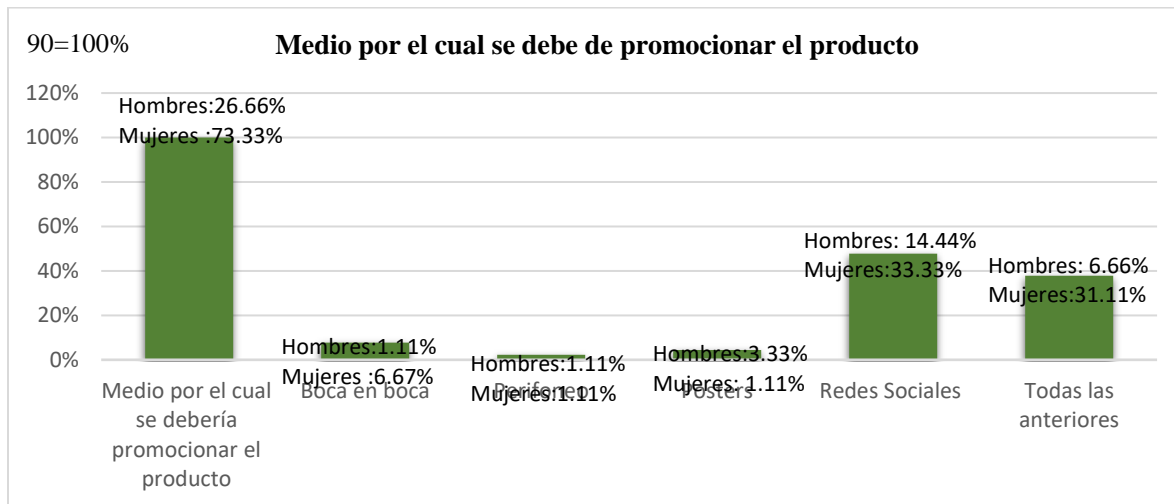 90=100%
Medio por el cual se debe de promocionar el producto
120%
100%
80%
60%
40%
20%
0%
Hombres:26.66%
Mujeres :73.33%
Hombres:1.11%
Mujeres :6.67%
Hombres:1.11%
Mujeres:1.11%
Hombres:3.33%
Mujeres: 1.11%
Hombres: 14.44%
Mujeres:33.33%
Hombres: 6.66%
Mujeres:31.11%
Medio por el cual
se debería
promocionar el
producto
Boca en boca
Perifoneo
Posters
Redes Sociales
Todas las
anteriores